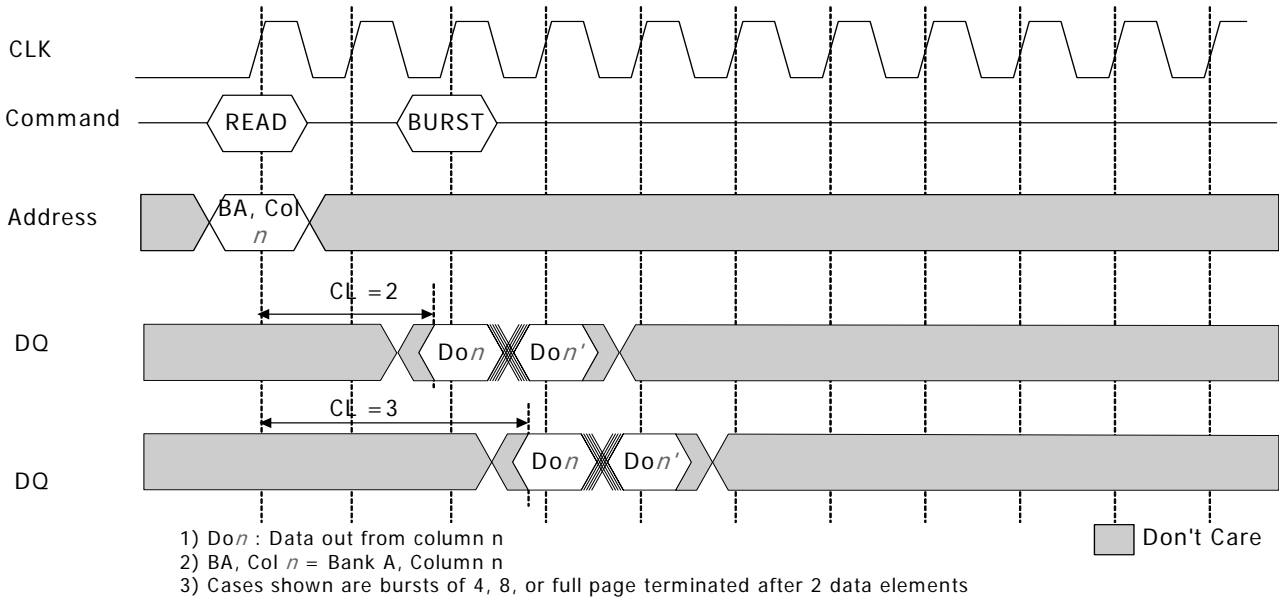 CLK
Command
READ
BURST
Address
BA, Col
n
CL = 2
DQ
Don
Don'
CL = 3
DQ
Don
Don'
1) Don : Data out from column n
2) BA, Col n = Bank A, Column n
3) Cases shown are bursts of 4, 8, or full page terminated after 2 data elements
Don't Care